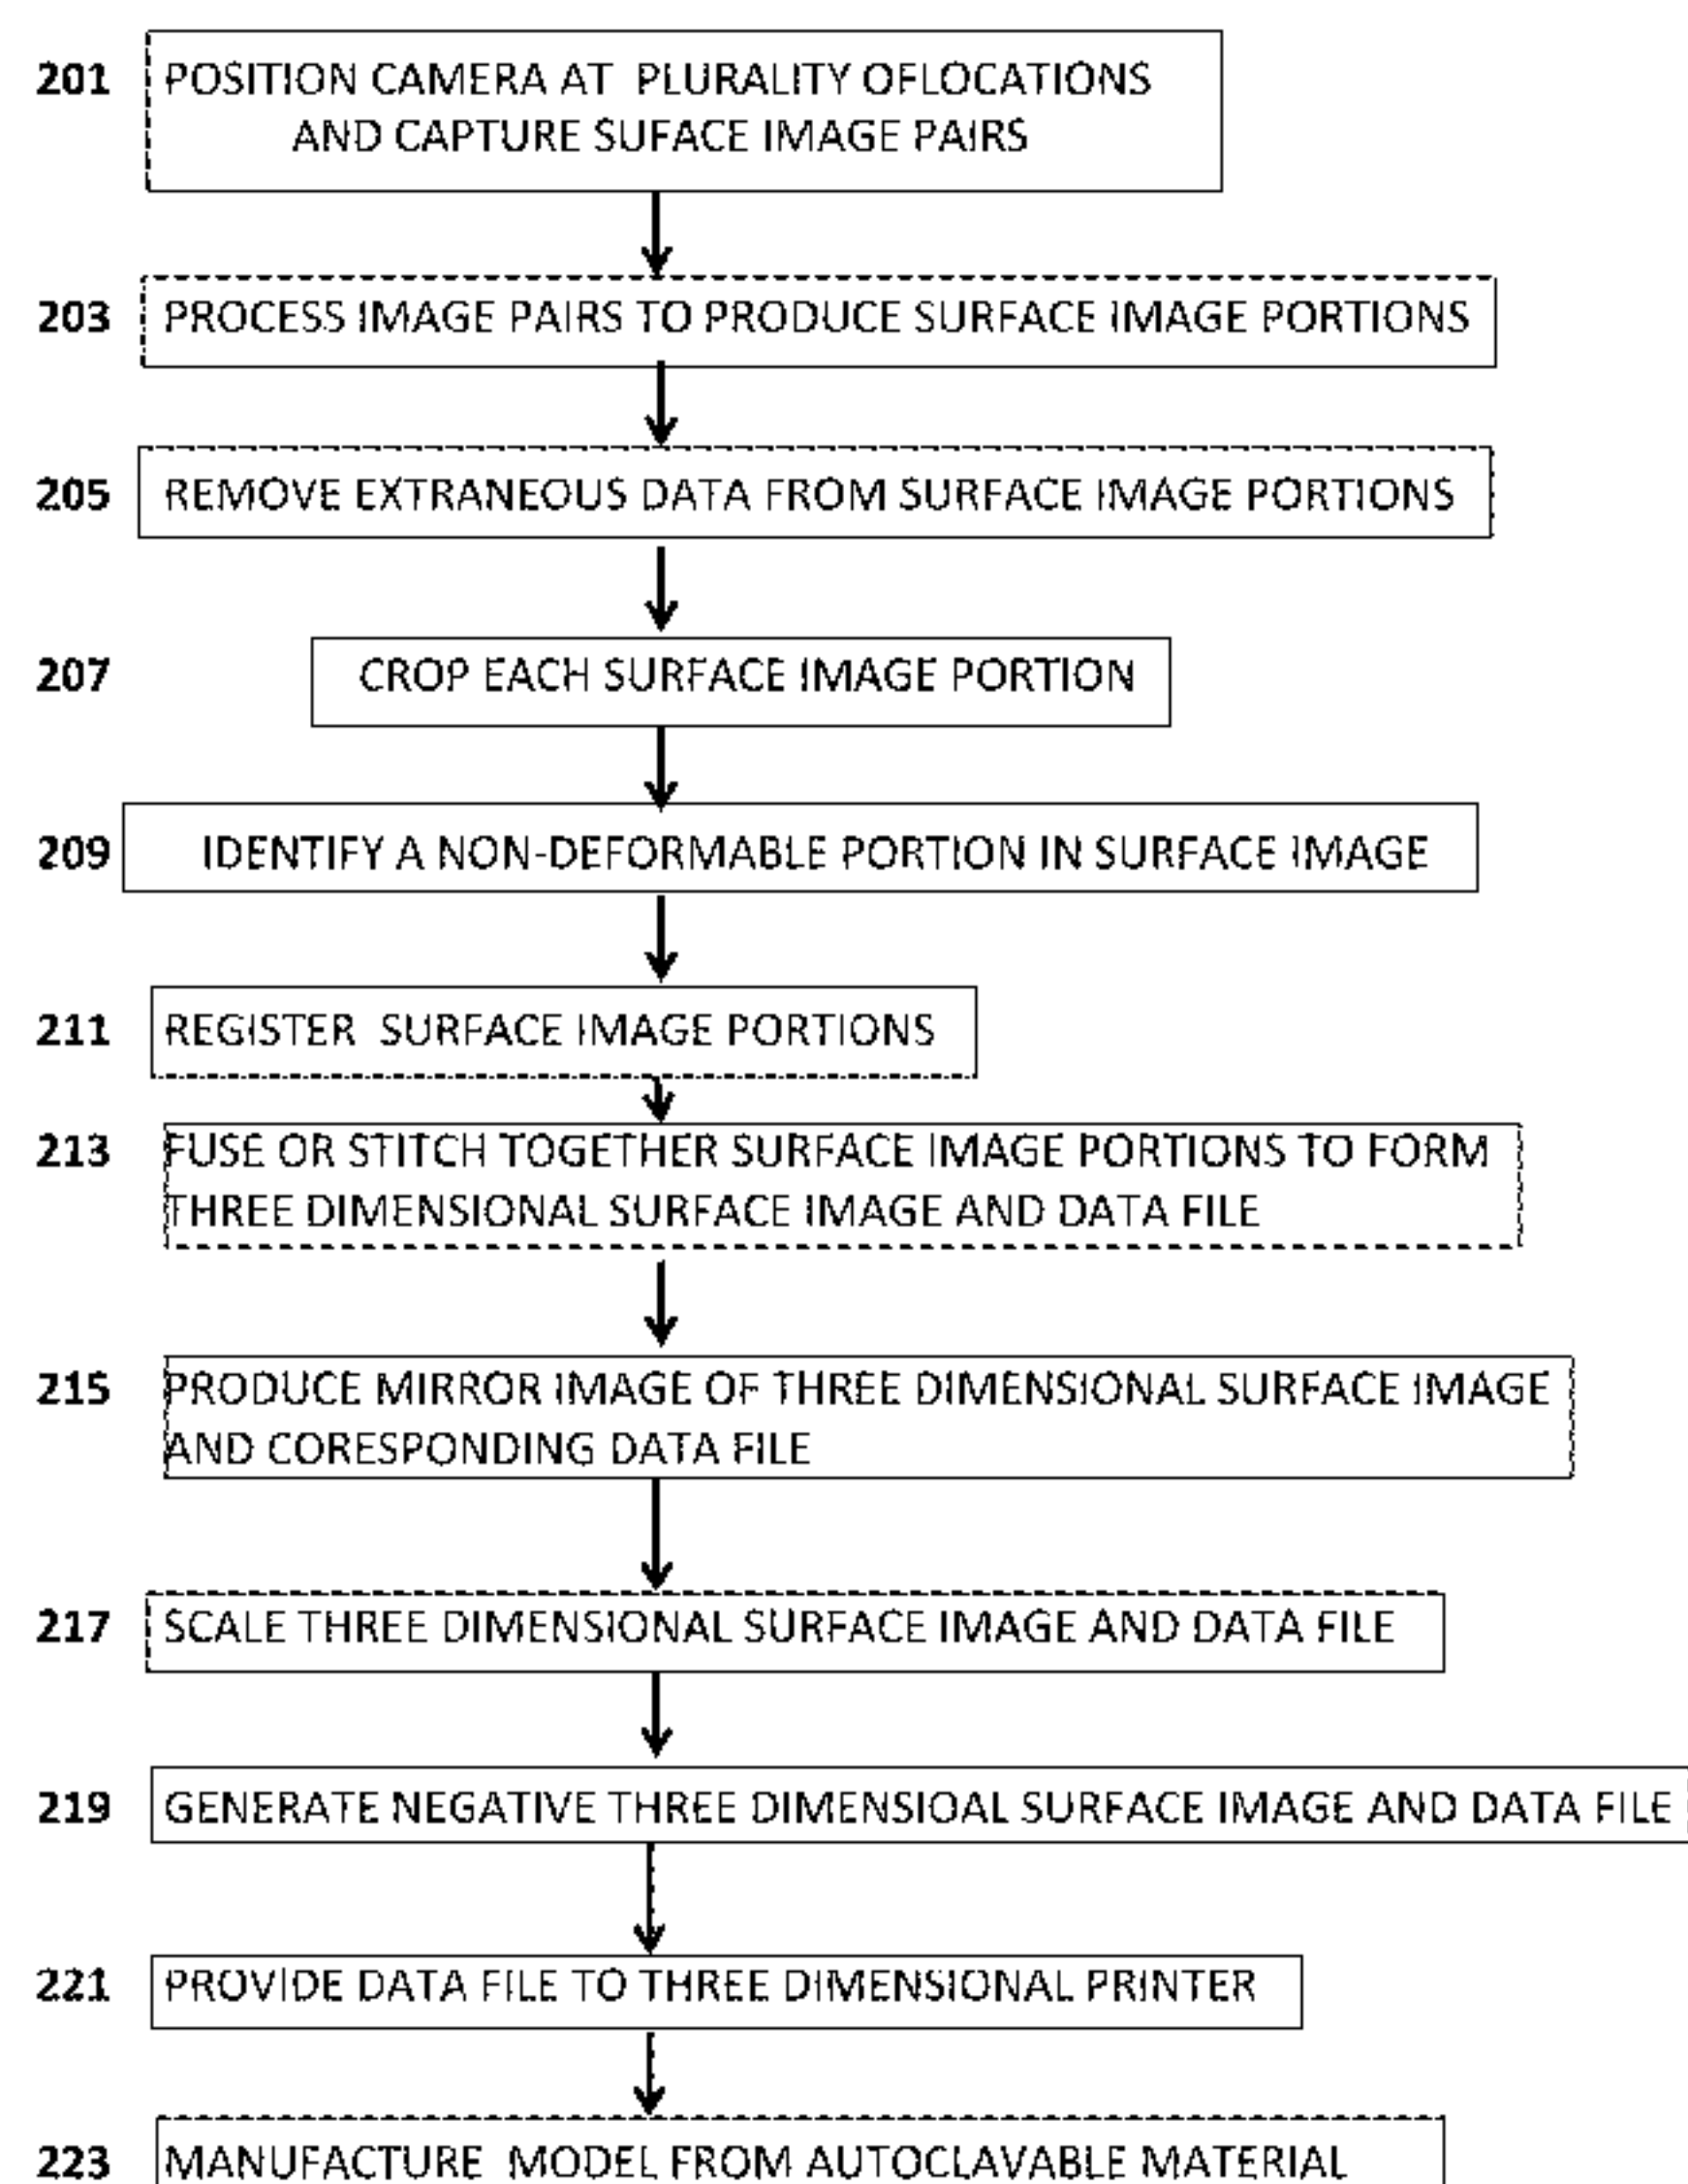 201 POSITION CAMERA AT PLURALITY OFLOCATIONS
AND CAPTURE SUFACE IMAGE PAIRS
203 PROCESS IMAGE PAIRS TO PRODUCE SURFACE IMAGE PORTIONS
205 REMOVE EXTRANEOUS DATA FROM SURFACE IMAGE PORTIONS
207 CROP EACH SURFACE IMAGE PORTION
209 IDENTIFY A NON-DEFORMABLE PORTION IN SURFACE IMAGE
211 REGISTER SURFACE IMAGE PORTIONS
213 FUSE OR STITCH TOGETHER SURFACE IMAGE PORTIONS TO FORM
THREE DIMENSIONAL SURFACE IMAGE AND DATA FILE
215 PRODUCE MIRROR IMAGE OF THREE DIMENSIONAL SURFACE IMAGE
AND CORESPONDING DATA FILE
217 SCALE THREE DIMENSIONAL SURFACE IMAGE AND DATA FILE
219 GENERATE NEGATIVE THREE DIMENSIOAL SURFACE IMAGE AND DATA FILE
221 PROVIDE DATA FILE TO THREE DIMENSIONAL PRINTER
223 MANUFACTURE MODEL FROM AUTOCLAVABLE MATERIAL